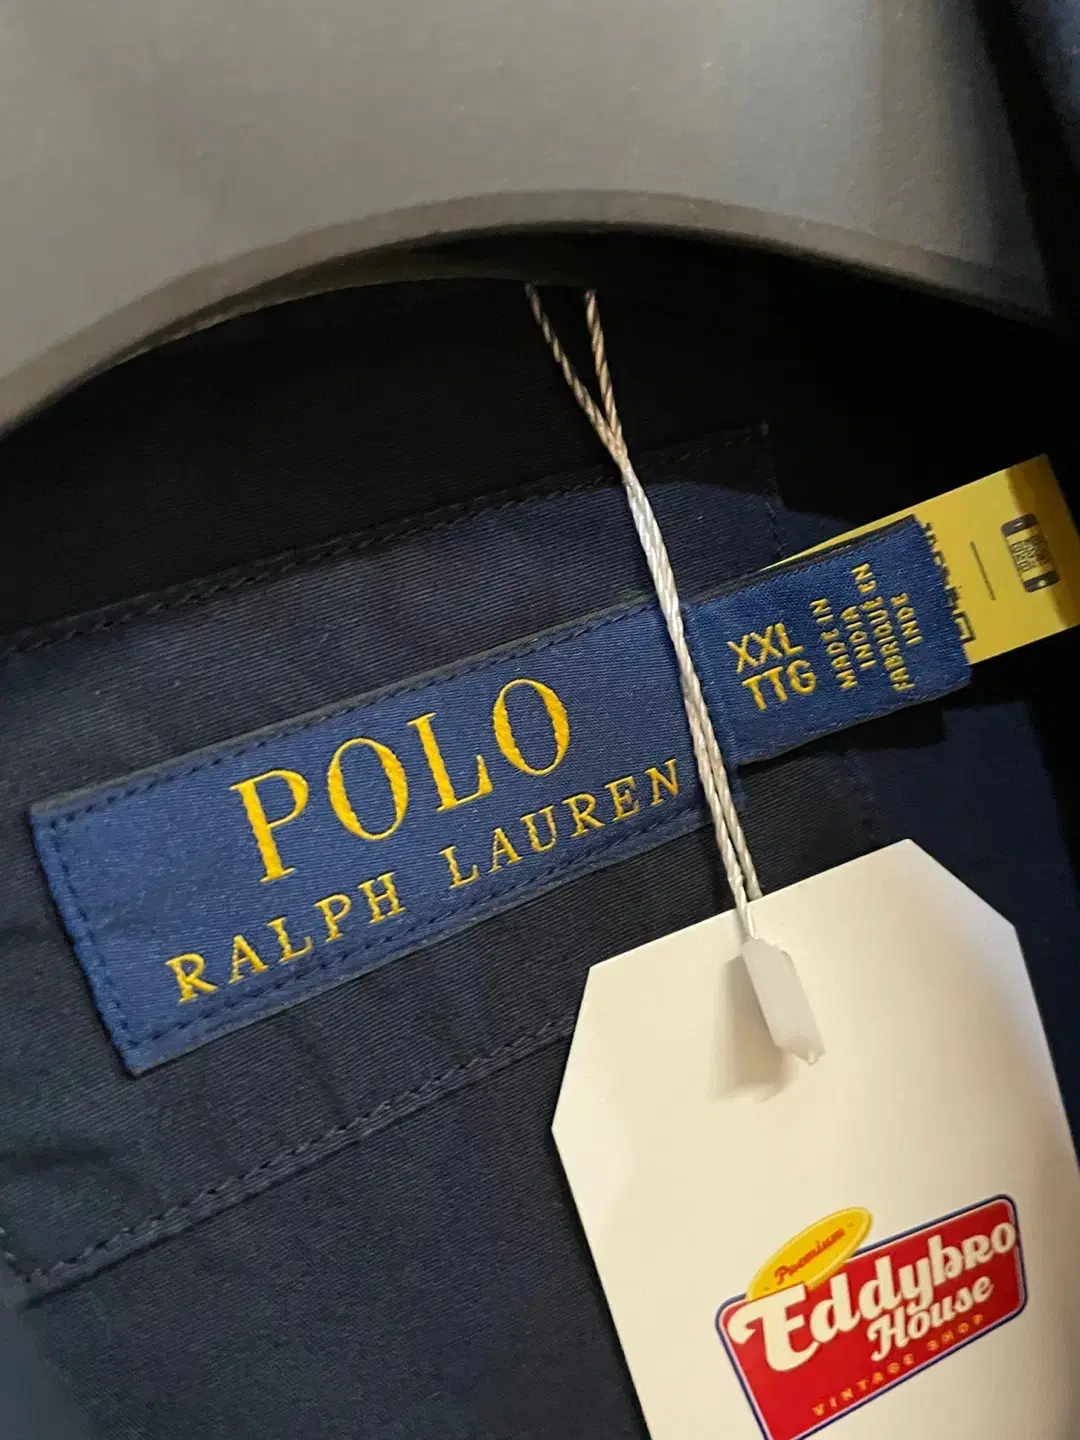 POLO
RALPH LAUREN
XXL
TTG
MADE IN
INDIA
FABRIQUE EN
INDE
Premium
Eddybro
House
VINTAGE SHOP